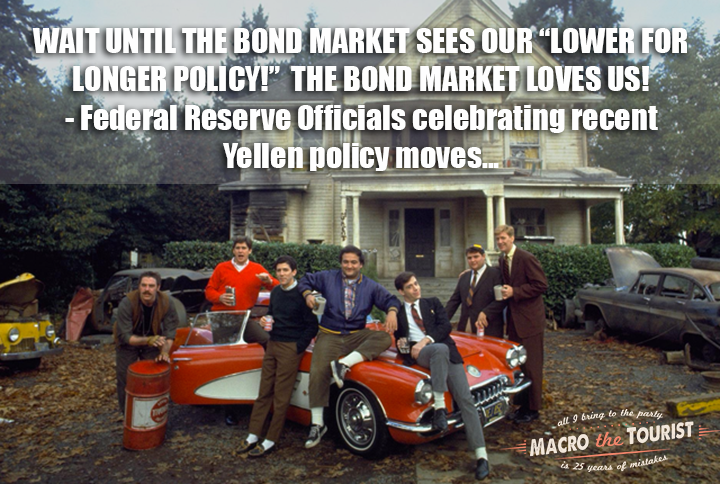 WAIT UNTIL THE BOND MARKET SEES OUR “LOWER FOR
LONGER POLICY!” THE BOND MARKET LOVES US!
- Federal Reserve Officials celebrating recent
Yellen policy moves...
all I bring to the party
MACRO the TOURIST
is 25 years of mistakes